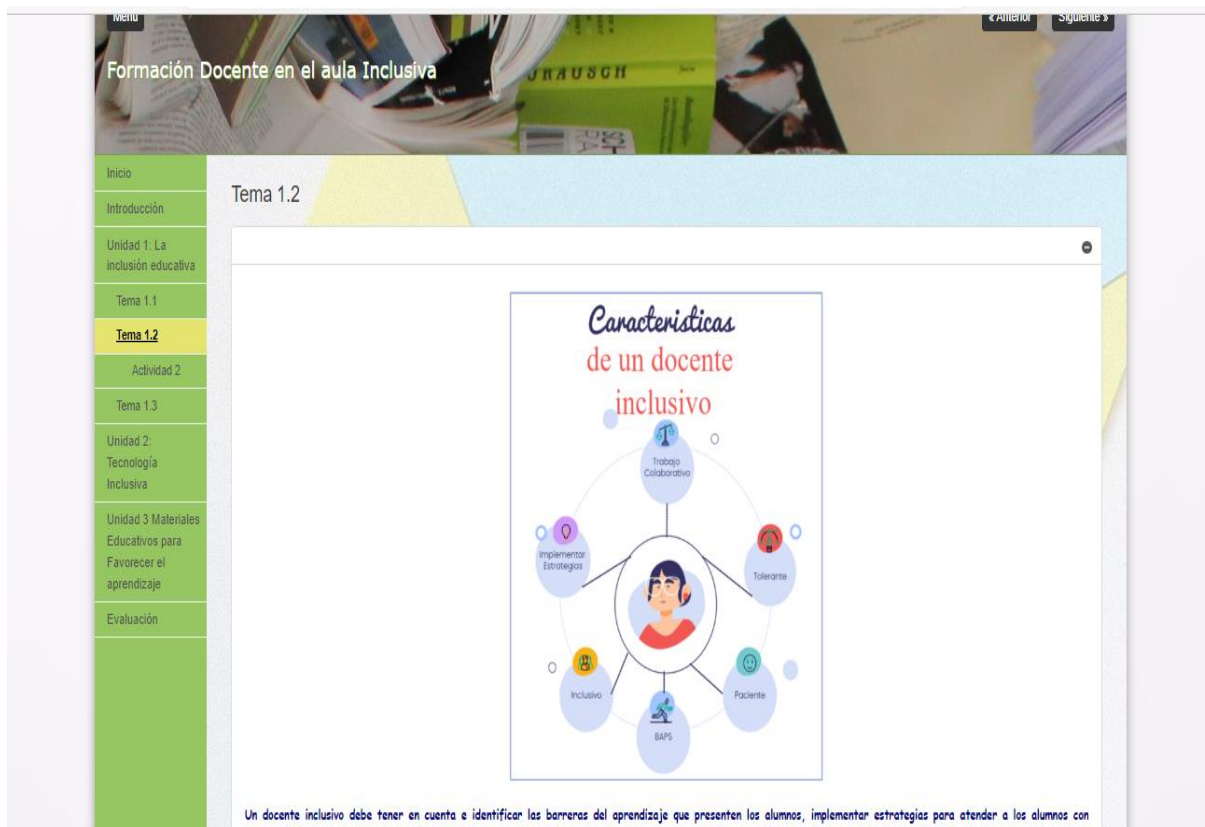 Menú
« Anterior
Siguiente »
Formación Docente en el aula Inclusiva
RAUSCH
Inicio
Introducción
Unidad 1: La
inclusión educativa
Tema 1.1
Tema 1.2
Actividad 2
Tema 1.3
Unidad 2:
Tecnología
Inclusiva
Unidad 3 Materiales
Educativos para
Favorecer el
aprendizaje
Evaluación
Tema 1.2
Caracteristicas
de un docente
inclusivo
Trabajo
Colaborativo
Implementar
Estrategias
Tolerante
Inclusivo
Paciente
BAPS
Un docente inclusivo debe tener en cuenta e identificar las barreras del aprendizaje que presenten los alumnos, implementar estrategias para atender a los alumnos con